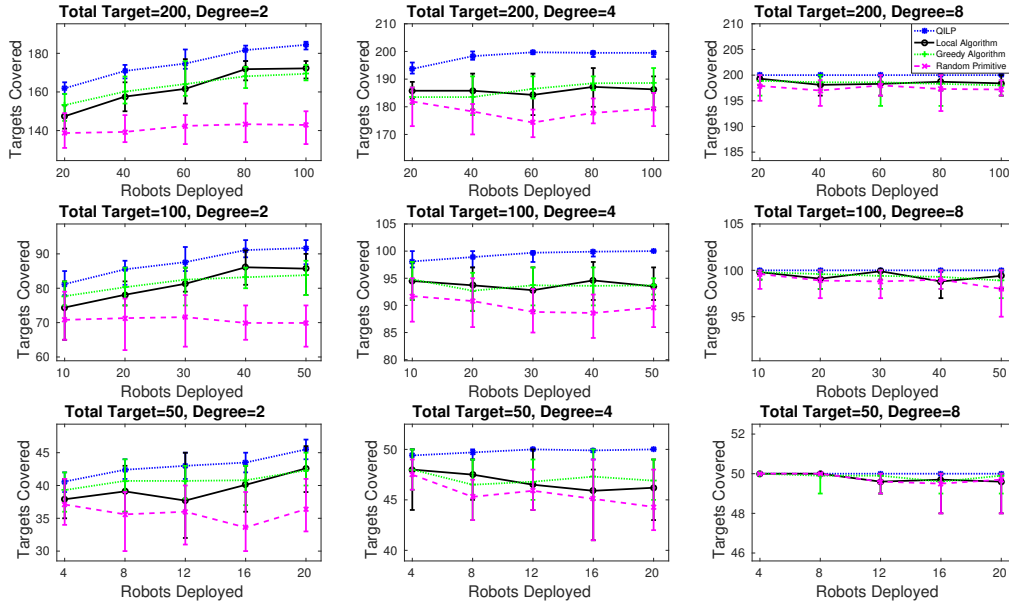 Total Target=200, Degree=2
Total Target=200, Degree=4
Total Target=200, Degree=8
Targets Covered
180
160
140
20 40 60 80 100
Robots Deployed
Targets Covered
210
200
190
180
170
160
20 40 60 80 100
Robots Deployed
Targets Covered
210
205
200
195
190
185
20 40 60 80 100
Robots Deployed
QILP
Local Algorithm
Greedy Algorithm
Random Primitive
Total Target=100, Degree=2
Total Target=100, Degree=4
Total Target=100, Degree=8
Targets Covered
90
80
70
60
10 20 30 40 50
Robots Deployed
Targets Covered
105
100
95
90
85
80
10 20 30 40 50
Robots Deployed
Targets Covered
105
100
95
10 20 30 40 50
Robots Deployed
Total Target=50, Degree=2
Total Target=50, Degree=4
Total Target=50, Degree=8
Targets Covered
45
40
35
30
4 8 12 16 20
Robots Deployed
Targets Covered
50
45
40
4 8 12 16 20
Robots Deployed
Targets Covered
52
50
48
46
4 8 12 16 20
Robots Deployed